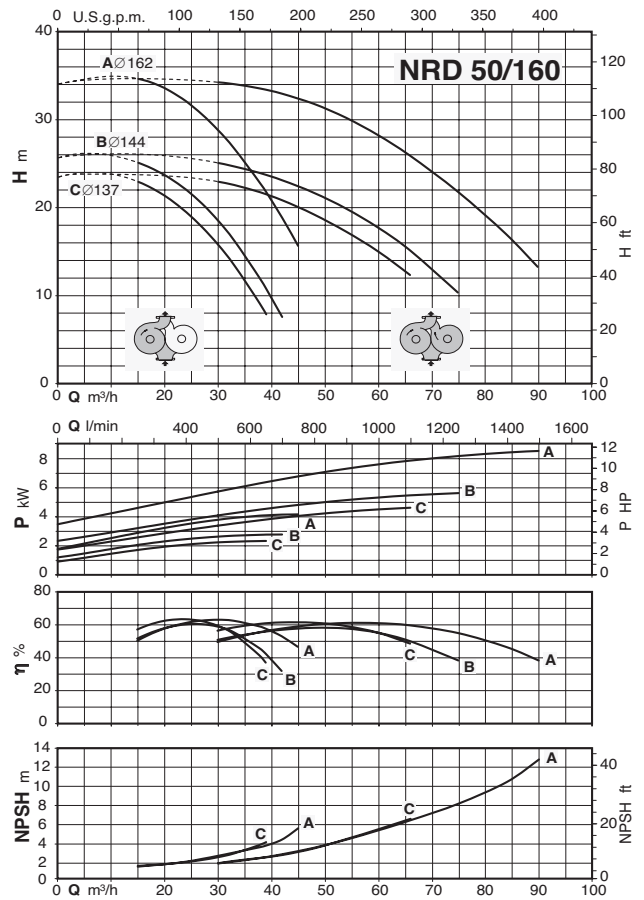 0 U.S.g.p.m. 100 150 200 250 300 350 400
NRD 50/160
AØ162
BØ144
CØ137
H m
40
30
20
10
0
H ft
120
100
80
60
40
20
0
Q m³/h 10 20 30 40 50 60 70 80 90 100
0 Q l/min 400 600 800 1000 1200 1400 1600
P kW
8
6
4
2
0
P HP
12
10
8
6
4
2
0
A
B
C
A
B
C
η %
80
60
40
20
0
A
B
C
A
B
C
NPSH m
14
12
10
8
6
4
2
0
NPSH ft
40
20
0
A
C
A
C
0 Q m³/h 20 30 40 50 60 70 80 90 100